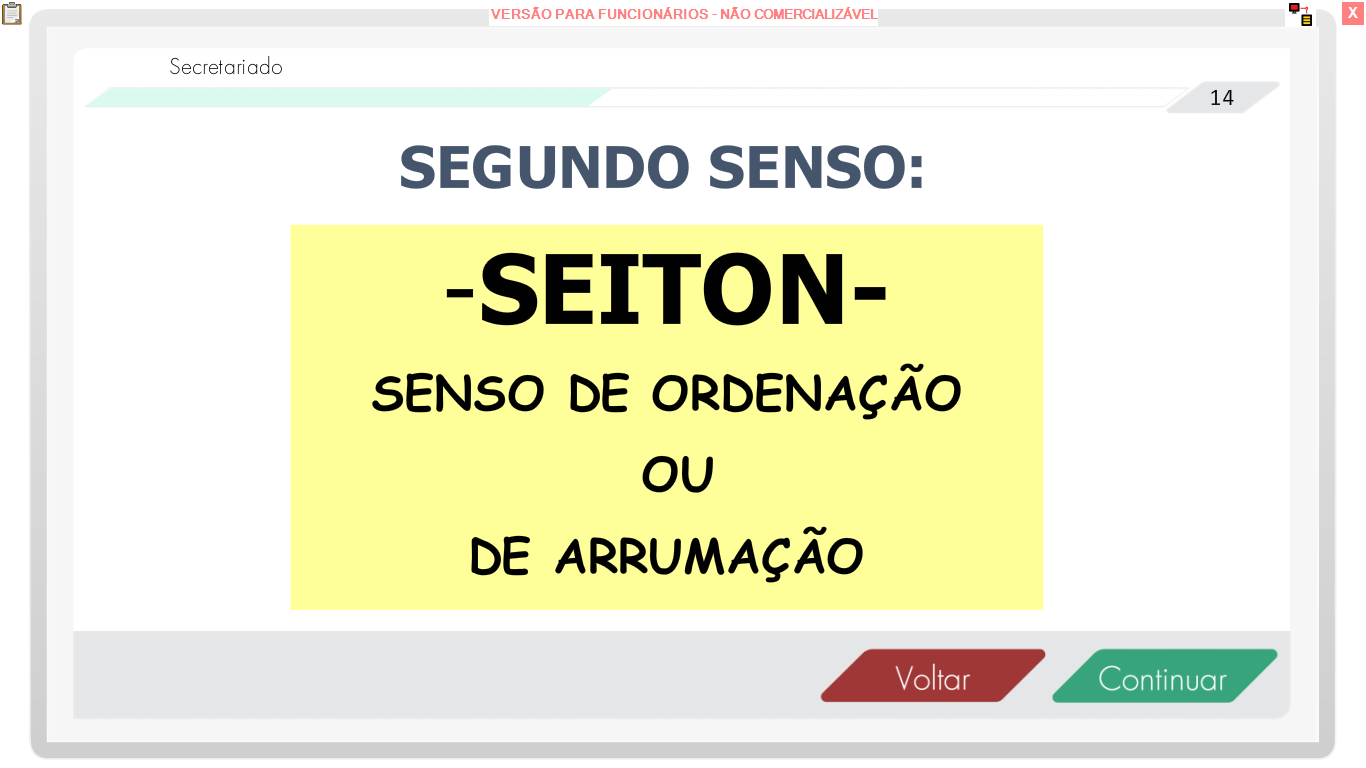 VERSÃO PARA FUNCIONÁRIOS - NÃO COMERCIALIZÁVEL
X
Secretariado
14
SEGUNDO SENSO:
-SEITON-
SENSO DE ORDENAÇÃO
OU
DE ARRUMAÇÃO
Voltar
Continuar